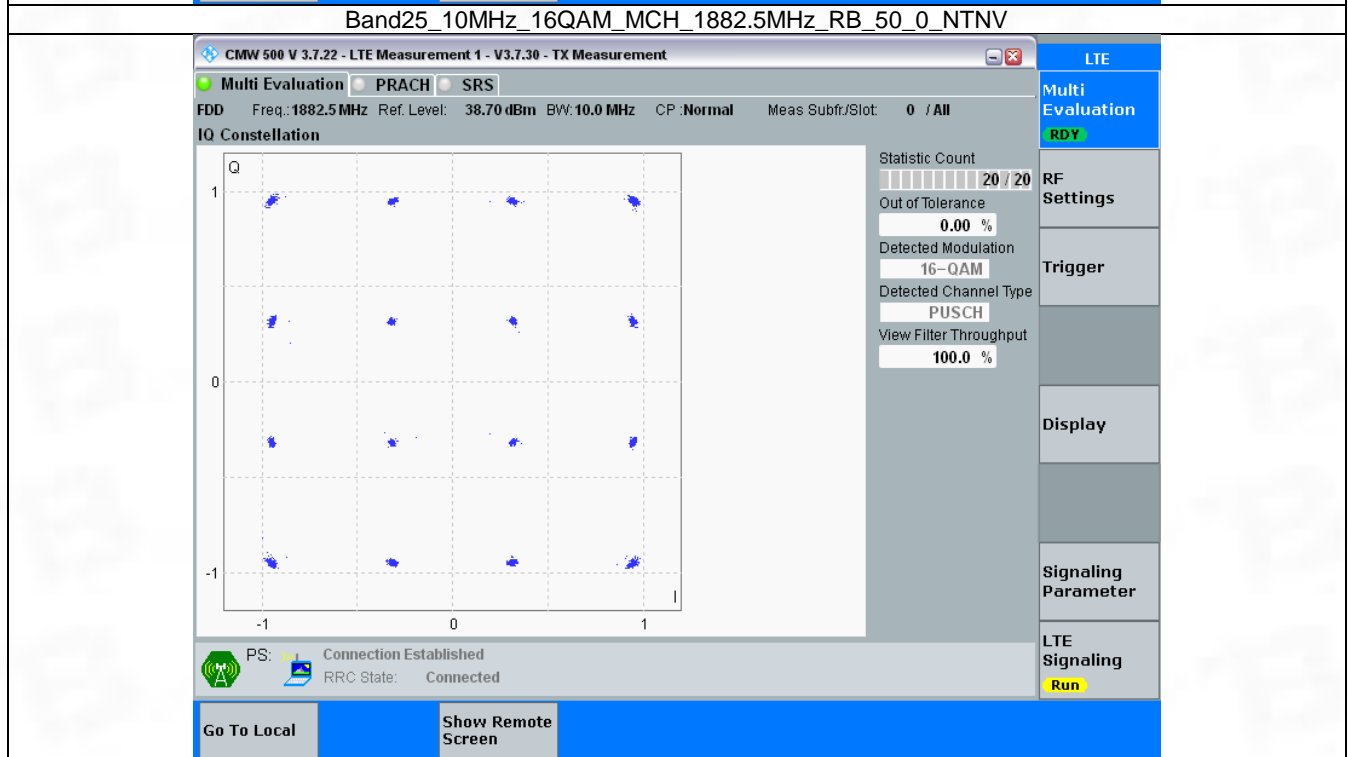 Band25_10MHz_16QAM_MCH_1882.5MHz_RB_50_0_NTNV
CMW 500 V 3.7.22 - LTE Measurement 1 - V3.7.30 - TX Measurement
LTE
Multi Evaluation PRACH SRS
FDD Freq.: 1882.5 MHz Ref. Level: 38.70 dBm BW: 10.0 MHz CP : Normal Meas Subfr./Slot: 0 / All
IQ Constellation
Q
1
0
-1
I
-1 0 1
Statistic Count
20 / 20
Out of Tolerance
0.00 %
Detected Modulation
16-QAM
Detected Channel Type
PUSCH
View Filter Throughput
100.0 %
Multi
Evaluation
RDY
RF
Settings
Trigger
Display
Signaling
Parameter
LTE
Signaling
Run
PS: Connection Established
RRC State: Connected
Go To Local
Show Remote
Screen